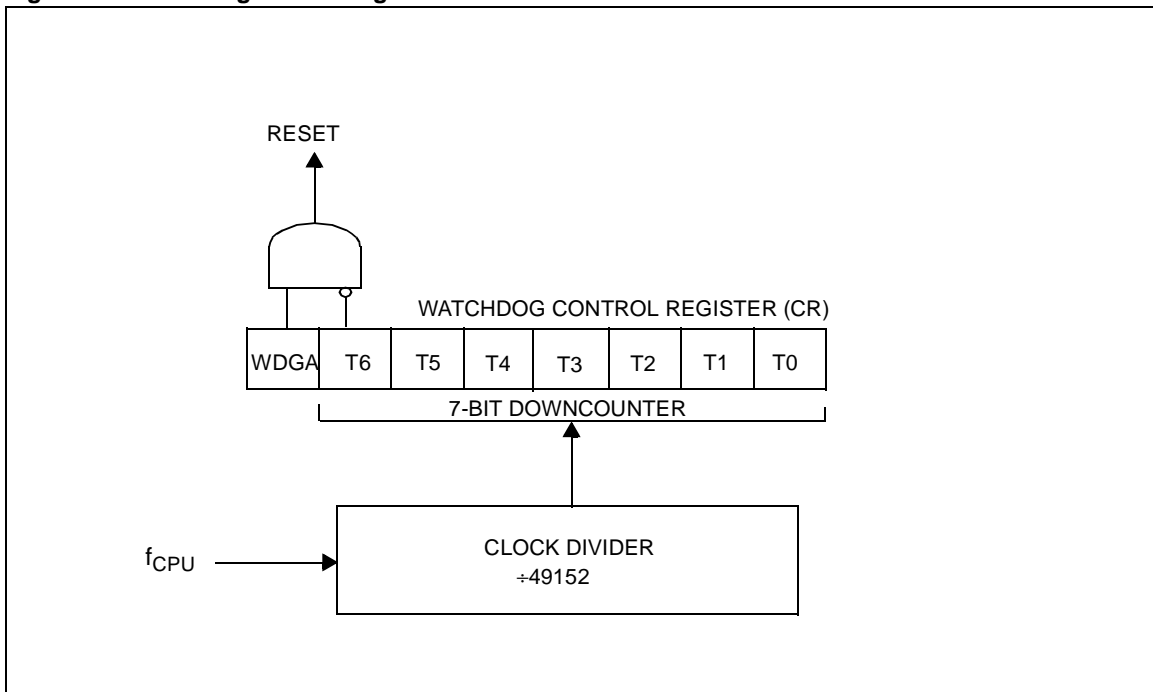 RESET
WATCHDOG CONTROL REGISTER (CR)
WDGA T6 T5 T4 T3 T2 T1 T0
7-BIT DOWNCOUNTER
fCPU
CLOCK DIVIDER
÷49152